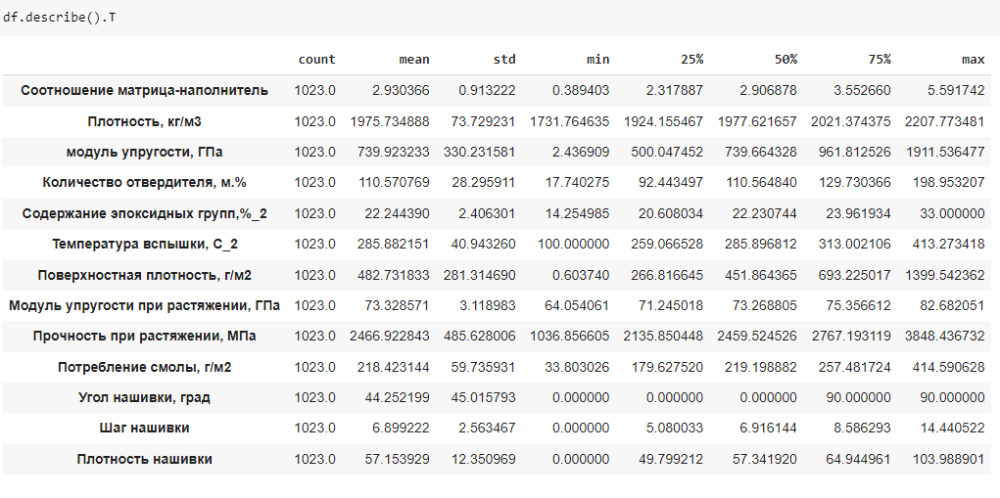 df.describe().T
count mean std min 25% 50% 75% max
Соотношение матрица-наполнитель 1023.0 2.930366 0.913222 0.389403 2.317887 2.906878 3.552660 5.591742
Плотность, кг/м3 1023.0 1975.734888 73.729231 1731.764635 1924.155467 1977.621657 2021.374375 2207.773481
модуль упругости, ГПа 1023.0 739.923233 330.231581 2.436909 500.047452 739.664328 961.812526 1911.536477
Количество отвердителя, м.% 1023.0 110.570769 28.295911 17.740275 92.443497 110.564840 129.730366 198.953207
Содержание эпоксидных групп,%_2 1023.0 22.244390 2.406301 14.254985 20.608034 22.230744 23.961934 33.000000
Температура вспышки, С_2 1023.0 285.882151 40.943260 100.000000 259.066528 285.896812 313.002106 413.273418
Поверхностная плотность, г/м2 1023.0 482.731833 281.314690 0.603740 266.816645 451.864365 693.225017 1399.542362
Модуль упругости при растяжении, ГПа 1023.0 73.328571 3.118983 64.054061 71.245018 73.268805 75.356612 82.682051
Прочность при растяжении, МПа 1023.0 2466.922843 485.628006 1036.856605 2135.850448 2459.524526 2767.193119 3848.436732
Потребление смолы, г/м2 1023.0 218.423144 59.735931 33.803026 179.627520 219.198882 257.481724 414.590628
Угол нашивки, град 1023.0 44.252199 45.015793 0.000000 0.000000 0.000000 90.000000 90.000000
Шаг нашивки 1023.0 6.899222 2.563467 0.000000 5.080033 6.916144 8.586293 14.440522
Плотность нашивки 1023.0 57.153929 12.350969 0.000000 49.799212 57.341920 64.944961 103.988901